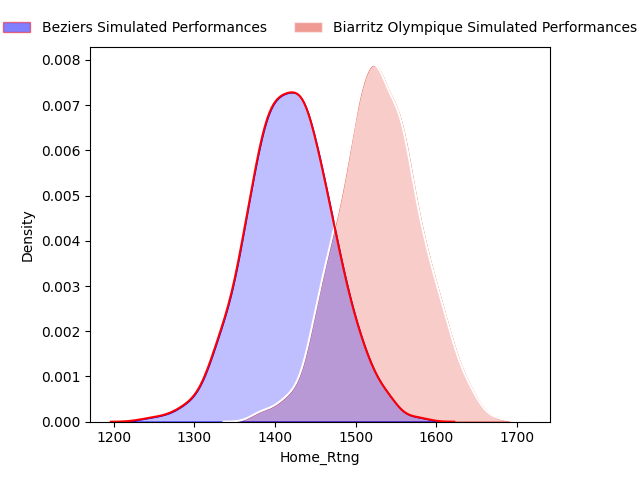 Beziers Simulated Performances
Biarritz Olympique Simulated Performances
0.008
0.007
0.006
0.005
0.004
0.003
0.002
0.001
0.000
Density
1200 1300 1400 1500 1600 1700
Home_Rtng